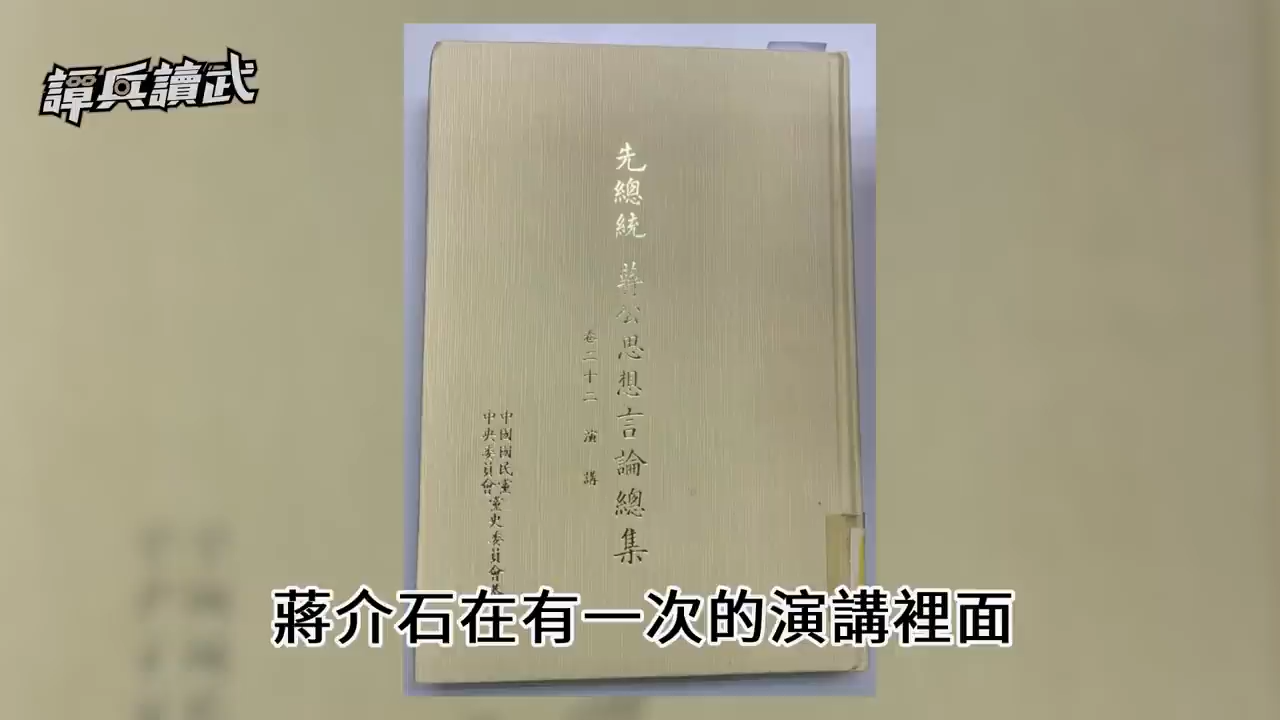 譚兵讀武
先總統 蔣公思想言論總集
卷二十二 演講
中國國民黨
中央委員會黨史委員會
蔣介石在有一次的演講裡面